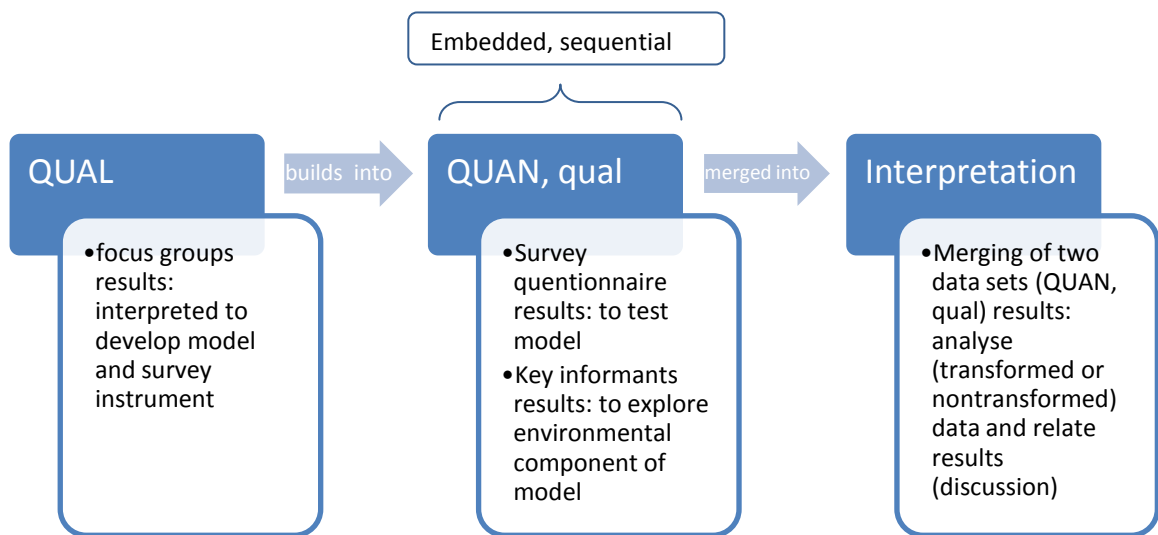 Embedded, sequential
QUAL
builds into
QUAN, qual
merged into
Interpretation
•focus groups
results:
interpreted to
develop model
and survey
instrument
•Survey
quentionnaire
results: to test
model
•Key informants
results: to explore
environmental
component of
model
•Merging of two
data sets (QUAN,
qual) results:
analyse
(transformed or
nontransformed)
data and relate
results
(discussion)